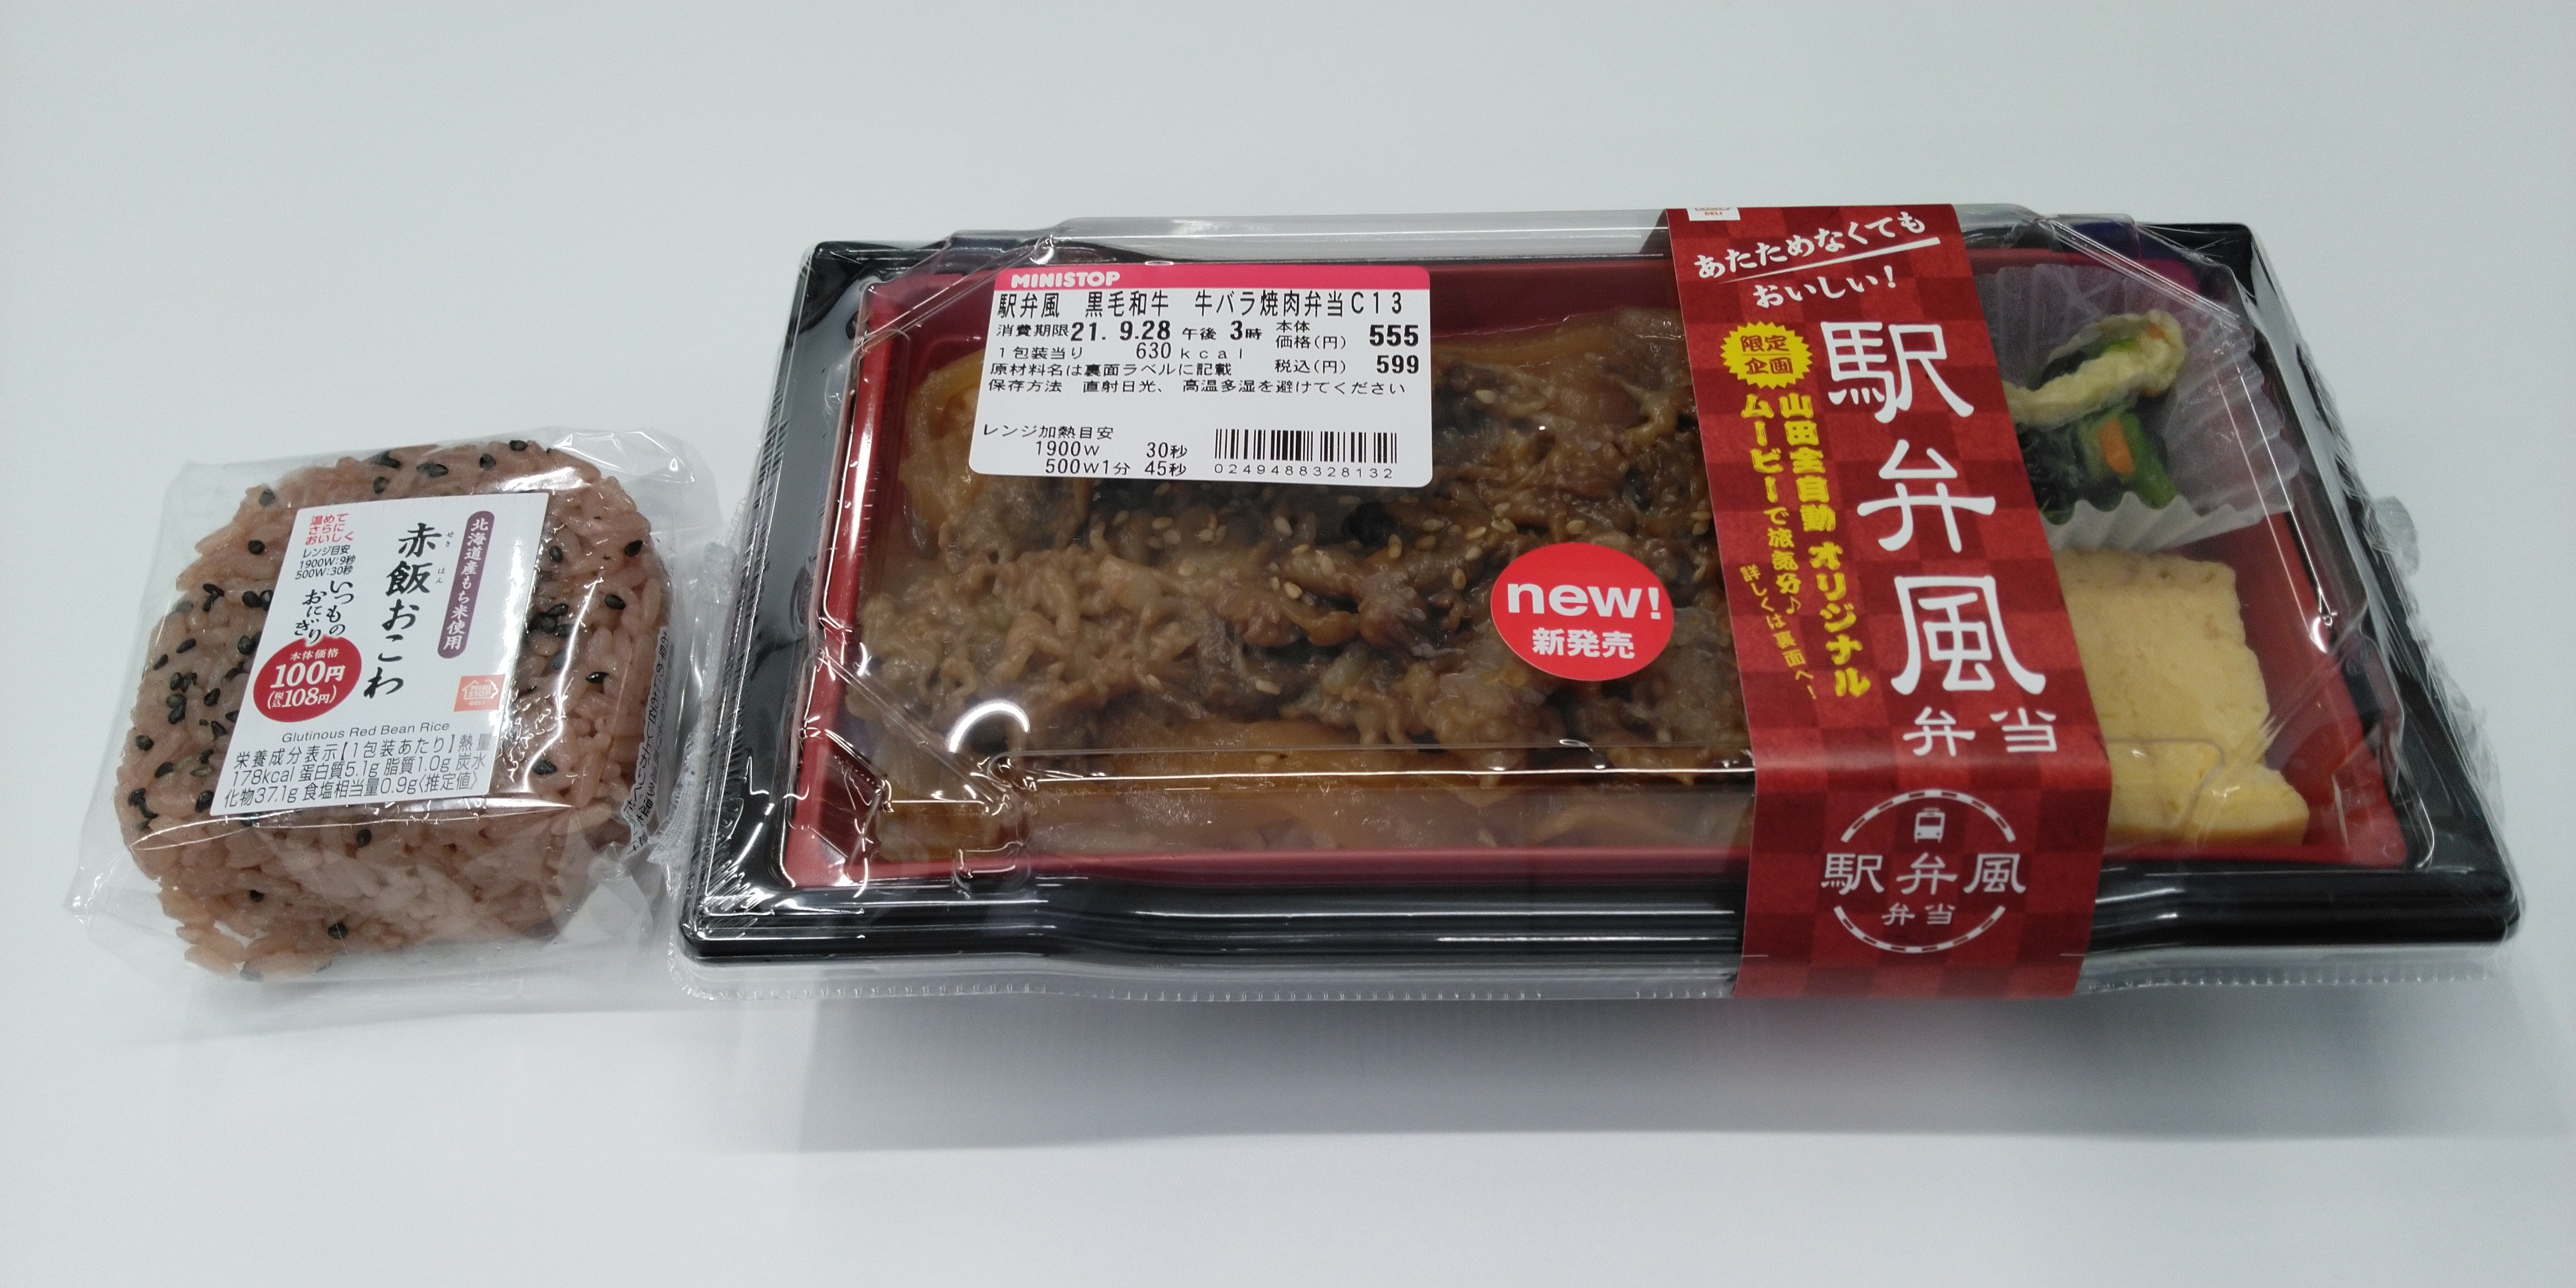 温めて
さらに
おいしく
レンジ目安
1900W:9秒
500W:30秒
いつもの
おにぎり
赤飯おこわ
せき
はん
北海道産もち米使用
本体価格
100円
(税込108円)
MINI
STOP
DELI
Glutinous Red Bean Rice
栄養成分表示【1包装あたり】熱量
178kcal 蛋白質5.1g 脂質1.0g 炭水
化物37.1g 食塩相当量0.9g〈推定値〉
MINISTOP
駅弁風 黒毛和牛 牛バラ焼肉弁当C13
消費期限21. 9.28 午後 3時
本体
価格(円) 555
1包装当り 630kcal
税込(円) 599
原材料名は裏面ラベルに記載
保存方法 直射日光、高温多湿を避けてください
レンジ加熱目安
1900W 30秒
500W1分 45秒
0249488328132
new!
新発売
DELI
あたためなくても
おいしい!
限定
企画
駅弁風
弁当
山田全自動 オリジナル
ムービーで旅気分♪
詳しくは裏面へ!
駅弁風
弁当